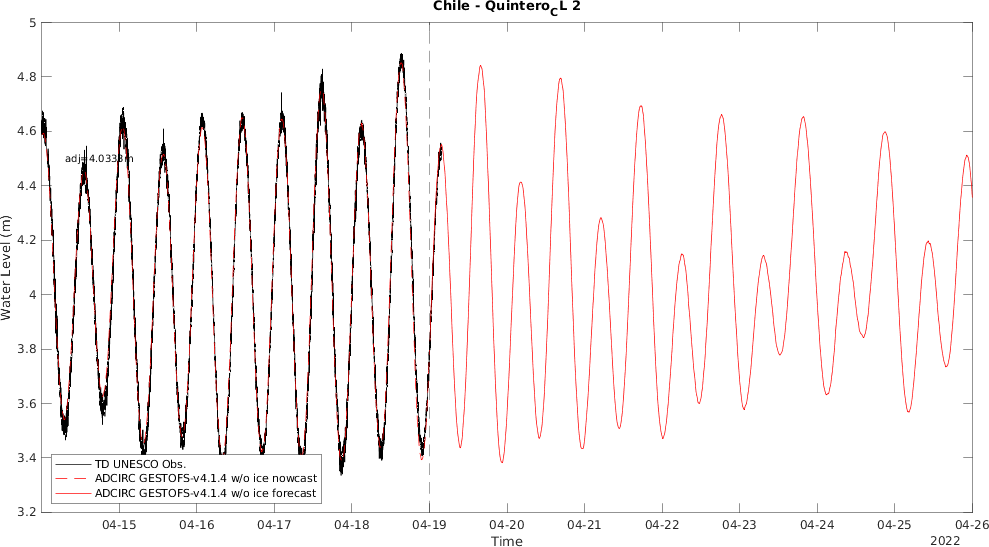 Chile - Quintero_CL 2
5
4.8
4.6
4.4
4.2
4
3.8
3.6
3.4
3.2
Water Level (m)
adj=4.0333m
TD UNESCO Obs.
ADCIRC GESTOFS-v4.1.4 w/o ice nowcast
ADCIRC GESTOFS-v4.1.4 w/o ice forecast
04-15 04-16 04-17 04-18 04-19 04-20 04-21 04-22 04-23 04-24 04-25 04-26
Time
2022